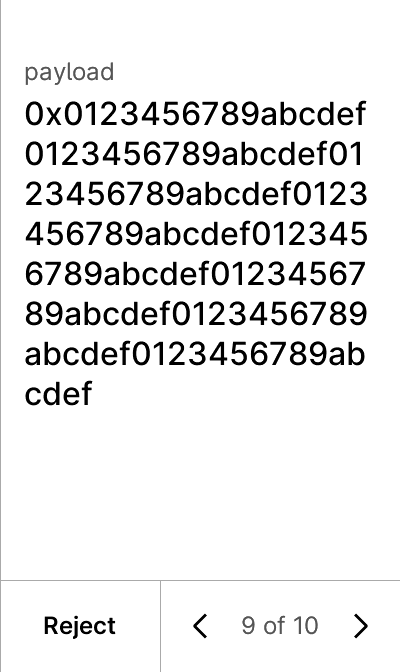 payload
0x0123456789abcdef
0123456789abcdef01
23456789abcdef0123
456789abcdef012345
6789abcdef01234567
89abcdef0123456789
abcdef0123456789ab
cdef
Reject
9 of 10